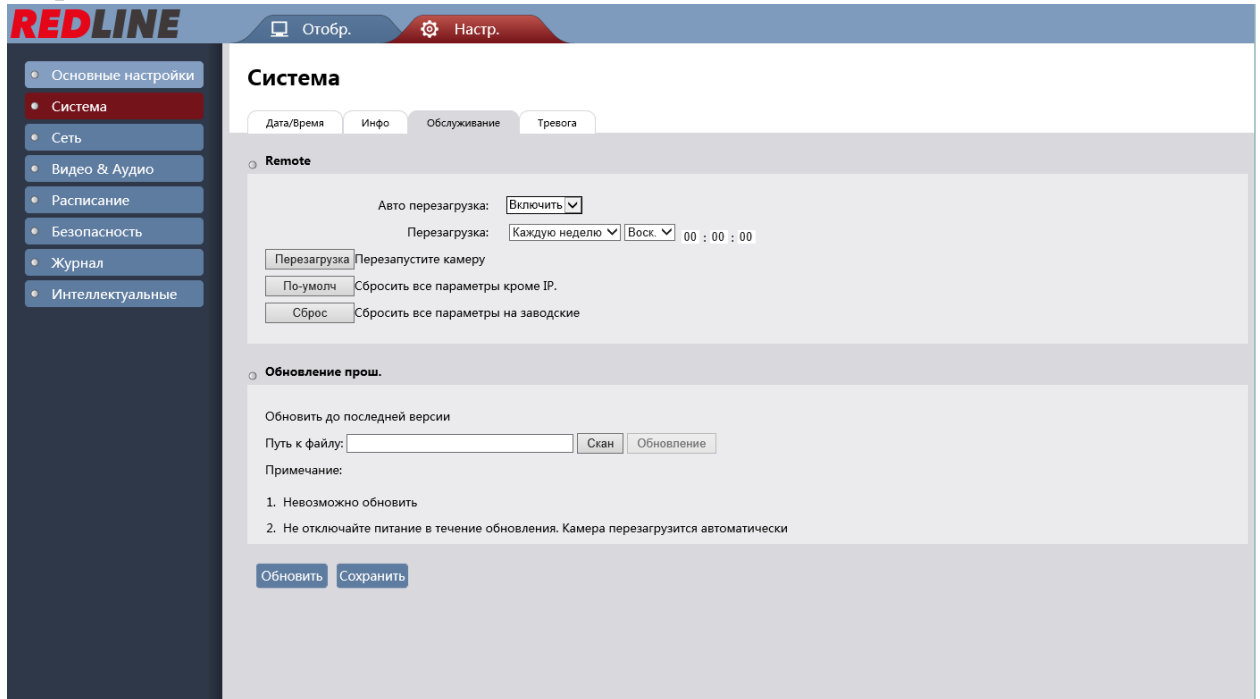 REDLINE
Отобр.
Настр.
Основные настройки
Система
Сеть
Видео & Аудио
Расписание
Безопасность
Журнал
Интеллектуальные
Система
Дата/Время
Инфо
Обслуживание
Тревога
Remote
Авто перезагрузка: Включить
Перезагрузка: Каждую неделю Воск. 00 : 00 : 00
Перезагрузка Перезапустите камеру
По-умолч Сбросить все параметры кроме IP.
Сброс Сбросить все параметры на заводские
Обновление прош.
Обновить до последней версии
Путь к файлу: Скан Обновление
Примечание:
1. Невозможно обновить
2. Не отключайте питание в течение обновления. Камера перезагрузится автоматически
Обновить Сохранить